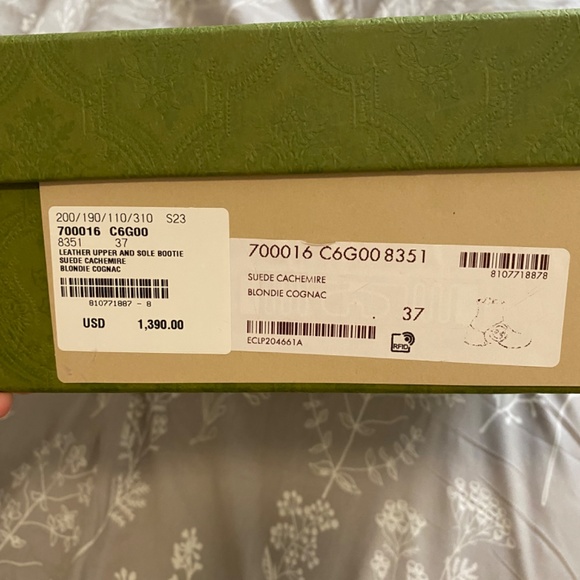 200/190/110/310 S23
700016 C6G00
8351 37
LEATHER UPPER AND SOLE BOOTIE
SUEDE CACHEMIRE
BLONDIE COGNAC
810771887 - 8
USD 1,390.00
700016 C6G00 8351
8107718878
SUEDE CACHEMIRE
BLONDIE COGNAC
37
ECLP204661A
RFID